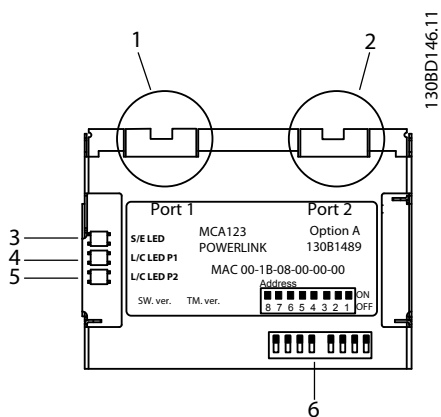 130BD146.11
1
2
Port 1
Port 2
3
4
5
S/E LED
L/C LED P1
L/C LED P2
MCA123
POWERLINK
Option A
130B1489
MAC 00-1B-08-00-00-00
SW. ver. TM. ver.
Address
ON
8 7 6 5 4 3 2 1 OFF
6